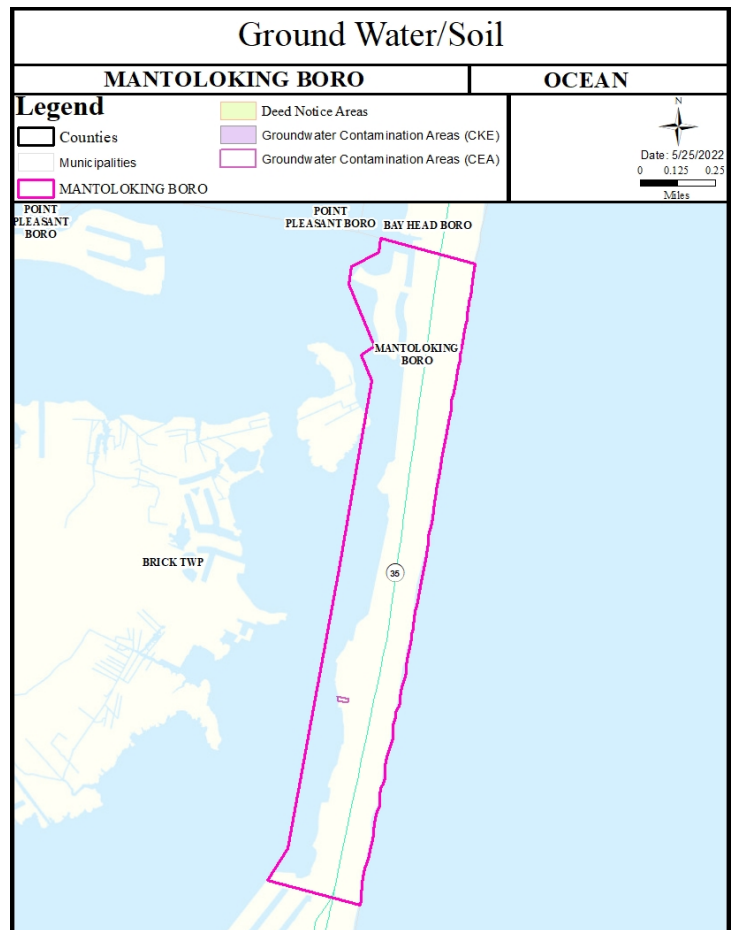 Ground Water/Soil
MANTOLOKING BORO
OCEAN
Legend
Counties
Municipalities
MANTOLOKING BORO
Deed Notice Areas
Groundwater Contamination Areas (CKE)
Groundwater Contamination Areas (CEA)
N
Date: 5/25/2022
0 0.125 0.25
Miles
POINT
PLEASANT
BORO
POINT
PLEASANT BORO
BAY HEAD BORO
MANTOLOKING
BORO
BRICK TWP
35